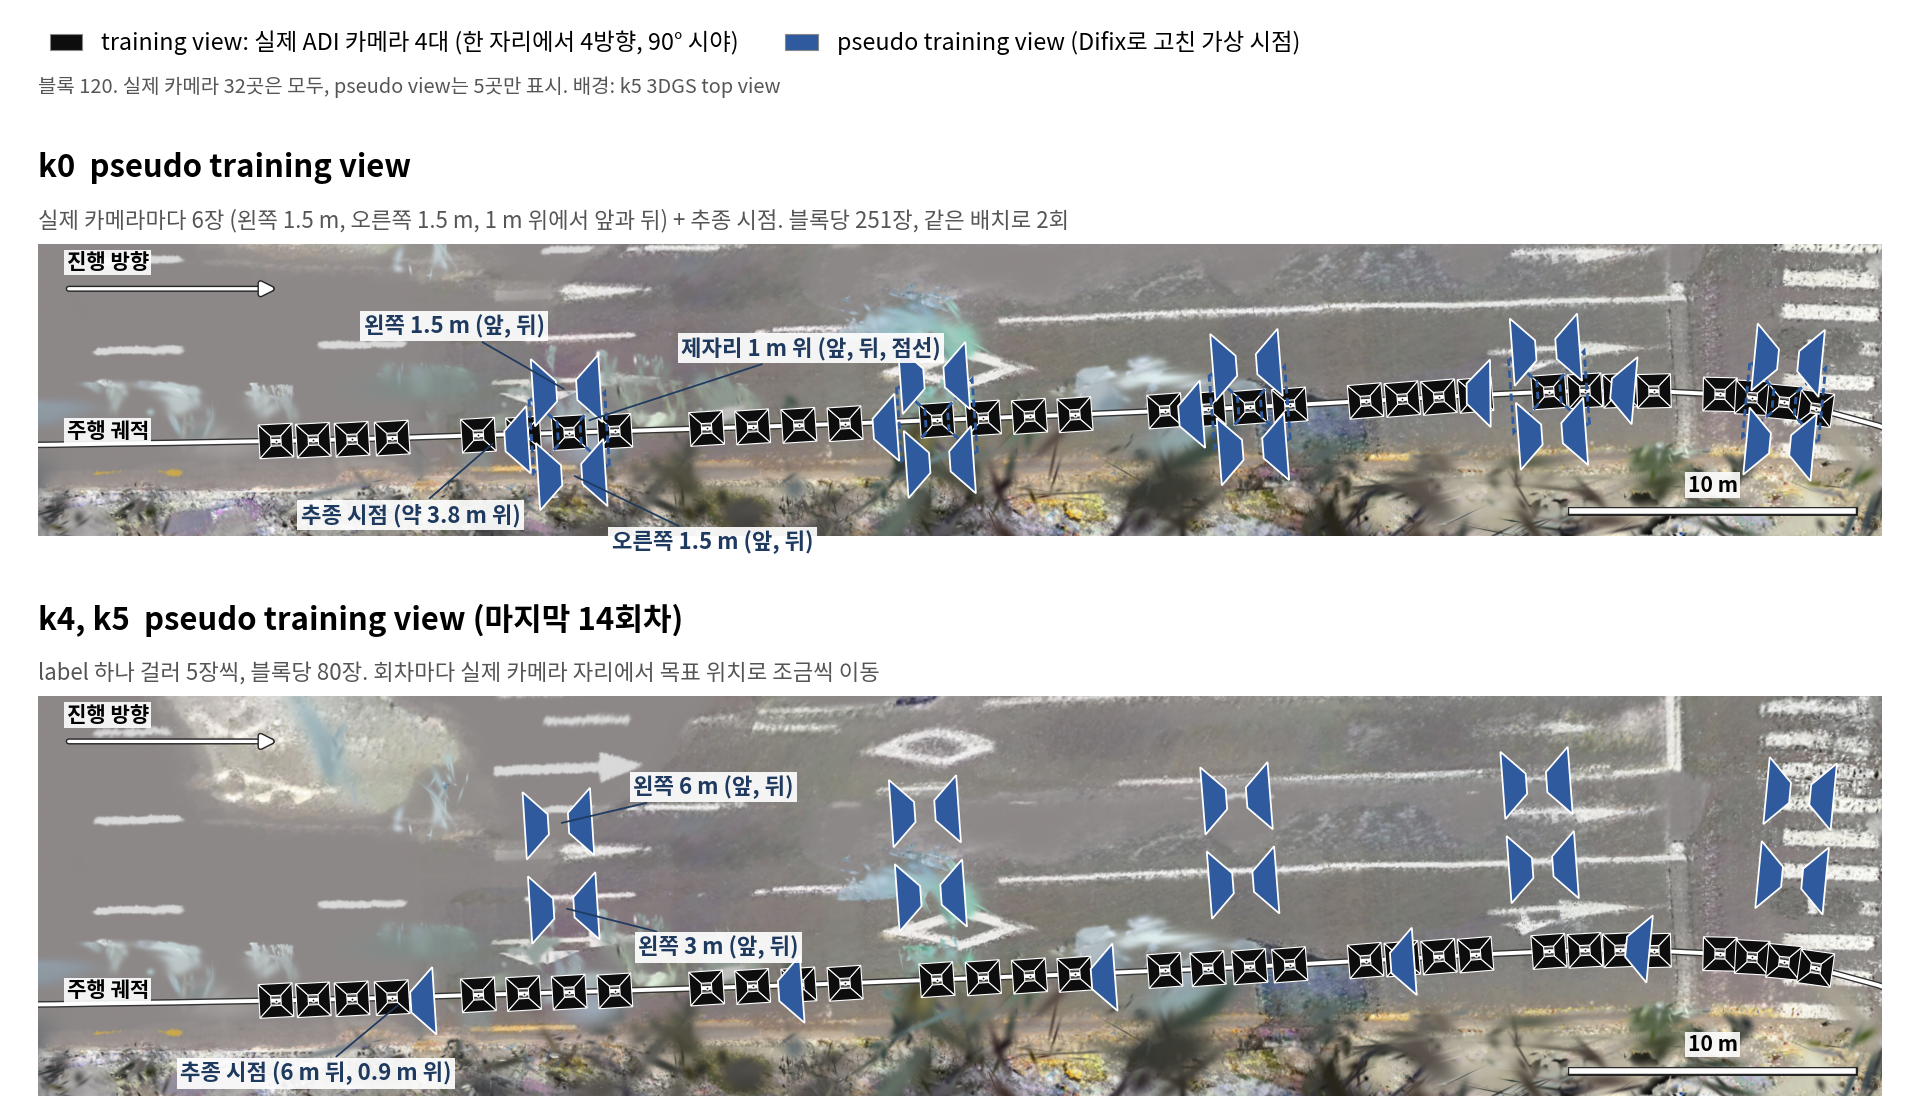 training view: 실제 ADI 카메라 4대 (한 자리에서 4방향, 90° 시야)
pseudo training view (Difix로 고친 가상 시점)
블록 120. 실제 카메라 32곳은 모두, pseudo view는 5곳만 표시. 배경: k5 3DGS top view
k0 pseudo training view
실제 카메라마다 6장 (왼쪽 1.5 m, 오른쪽 1.5 m, 1 m 위에서 앞과 뒤) + 추종 시점. 블록당 251장, 같은 배치로 2회
진행 방향
왼쪽 1.5 m (앞, 뒤)
제자리 1 m 위 (앞, 뒤, 점선)
주행 궤적
추종 시점 (약 3.8 m 위)
오른쪽 1.5 m (앞, 뒤)
10 m
k4, k5 pseudo training view (마지막 14회차)
label 하나 걸러 5장씩, 블록당 80장. 회차마다 실제 카메라 자리에서 목표 위치로 조금씩 이동
진행 방향
왼쪽 6 m (앞, 뒤)
왼쪽 3 m (앞, 뒤)
주행 궤적
추종 시점 (6 m 뒤, 0.9 m 위)
10 m